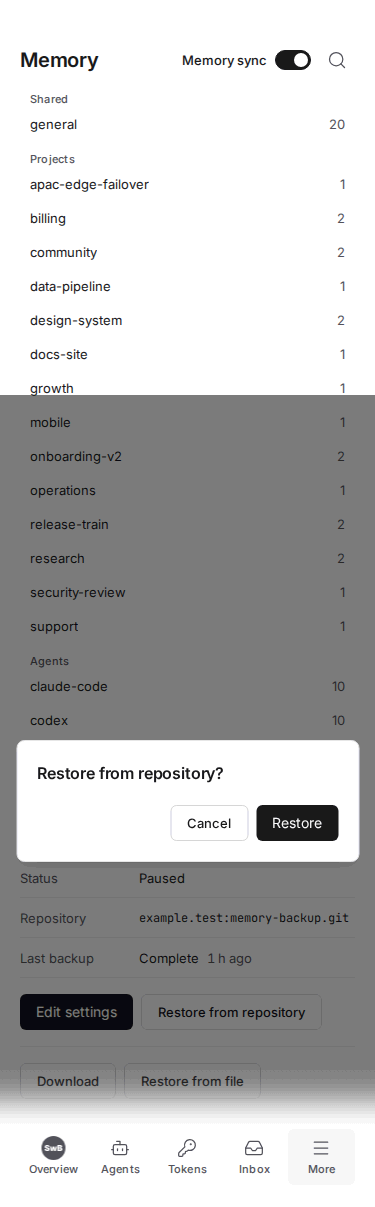 Memory
Memory sync
Shared
general 20
Projects
apac-edge-failover 1
billing 2
community 2
data-pipeline 1
design-system 2
docs-site 1
growth 1
mobile 1
onboarding-v2 2
operations 1
release-train 2
research 2
security-review 1
support 1
Agents
claude-code 10
codex 10
Restore from repository?
Cancel Restore
Status Paused
Repository example.test:memory-backup.git
Last backup Complete 1 h ago
Edit settings Restore from repository
Download Restore from file
SwB
Overview Agents Tokens Inbox More